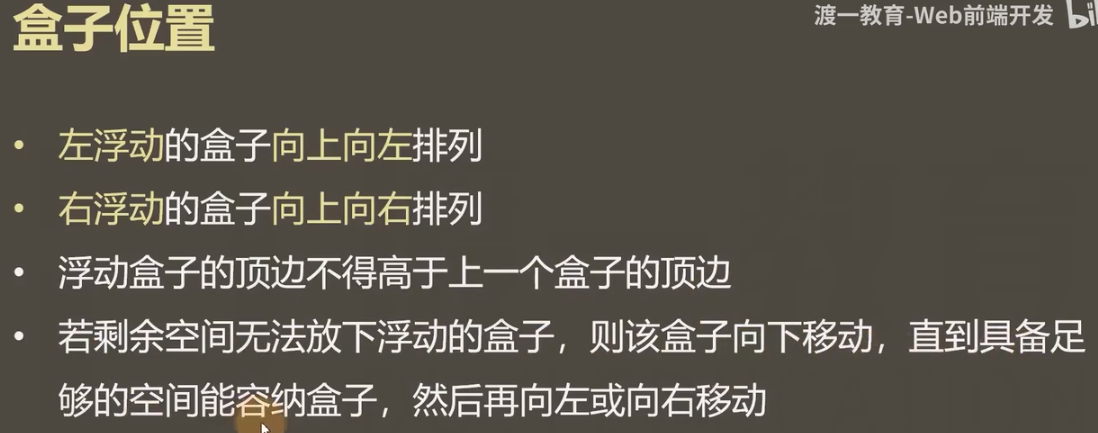 盒子位置
渡一教育-Web前端开发
• 左浮动的盒子向上向左排列
• 右浮动的盒子向上向右排列
• 浮动盒子的顶边不得高于上一个盒子的顶边
• 若剩余空间无法放下浮动的盒子，则该盒子向下移动，直到具备足
够的空间能容纳盒子，然后再向左或向右移动